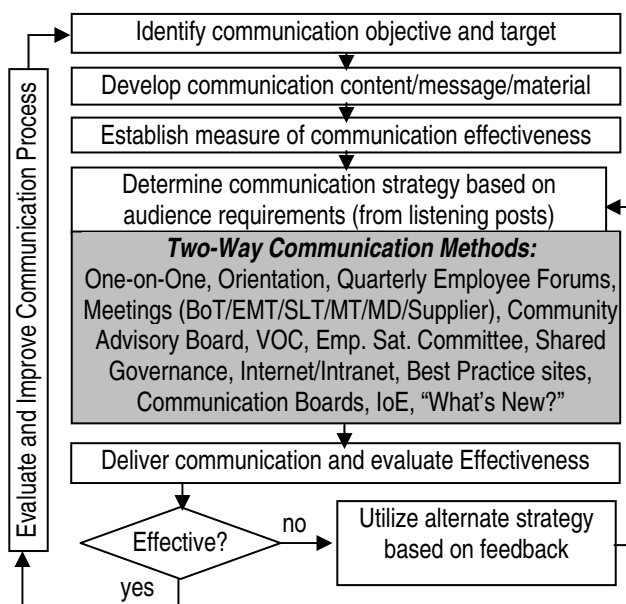 Identify communication objective and target
Develop communication content/message/material
Establish measure of communication effectiveness
Determine communication strategy based on
audience requirements (from listening posts)
Two-Way Communication Methods:
One-on-One, Orientation, Quarterly Employee Forums,
Meetings (BoT/EMT/SLT/MT/MD/Supplier), Community
Advisory Board, VOC, Emp. Sat. Committee, Shared
Governance, Internet/Intranet, Best Practice sites,
Communication Boards, IoE, “What’s New?”
Deliver communication and evaluate Effectiveness
Effective?
no
Utilize alternate strategy
based on feedback
yes
Evaluate and Improve Communication Process